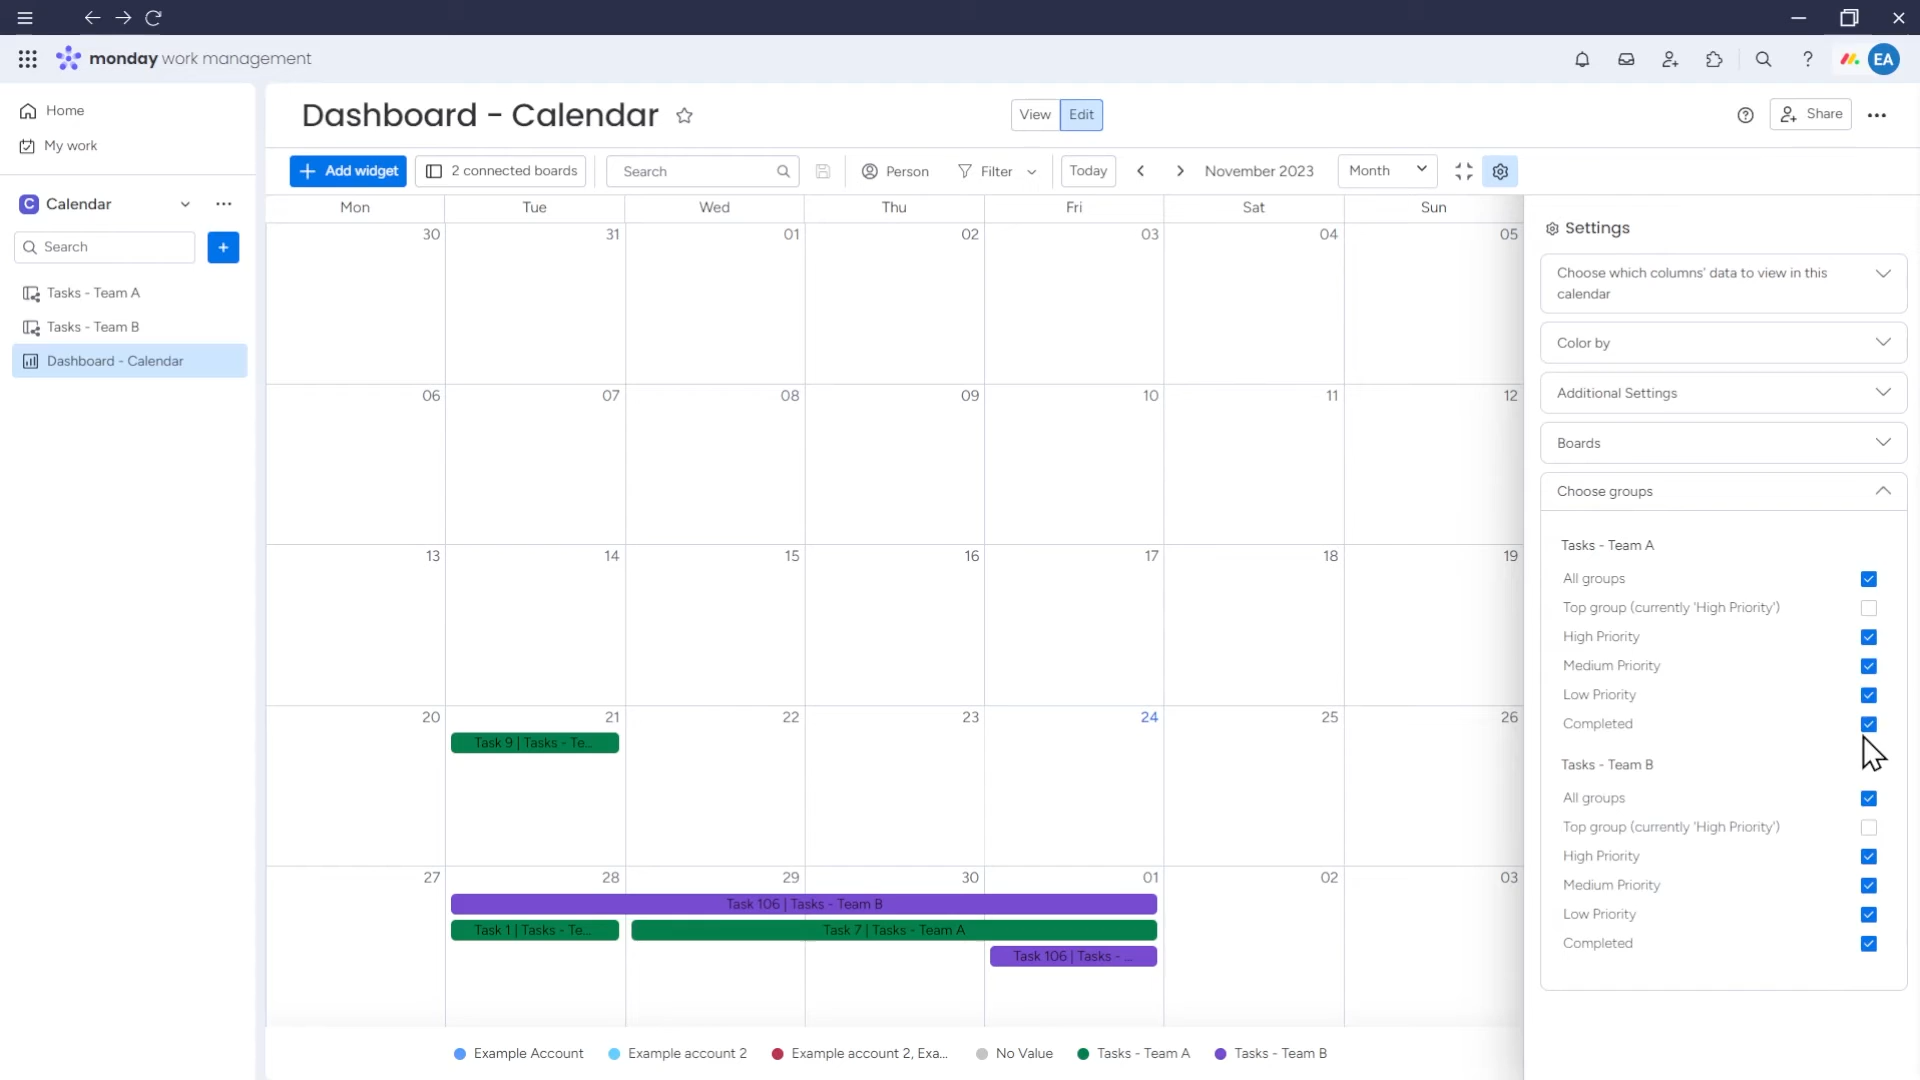 monday work management
EA
Home
My work
C Calendar
Search
Tasks - Team A
Tasks - Team B
Dashboard - Calendar
Dashboard - Calendar
View Edit
Share
Add widget
2 connected boards
Search
Person
Filter
Today
November 2023
Month
Mon Tue Wed Thu Fri Sat Sun
30 31 01 02 03 04 05
06 07 08 09 10 11 12
13 14 15 16 17 18 19
20 21 22 23 24 25 26
Task 9 | Tasks - Te...
27 28 29 30 01 02 03
Task 106 | Tasks - Team B
Task 1 | Tasks - Te... Task 7 | Tasks - Team A
Task 106 | Tasks - ...
Example Account Example account 2 Example account 2, Exa... No Value Tasks - Team A Tasks - Team B
Settings
Choose which columns' data to view in this
calendar
Color by
Additional Settings
Boards
Choose groups
Tasks - Team A
All groups
Top group (currently 'High Priority')
High Priority
Medium Priority
Low Priority
Completed
Tasks - Team B
All groups
Top group (currently 'High Priority')
High Priority
Medium Priority
Low Priority
Completed